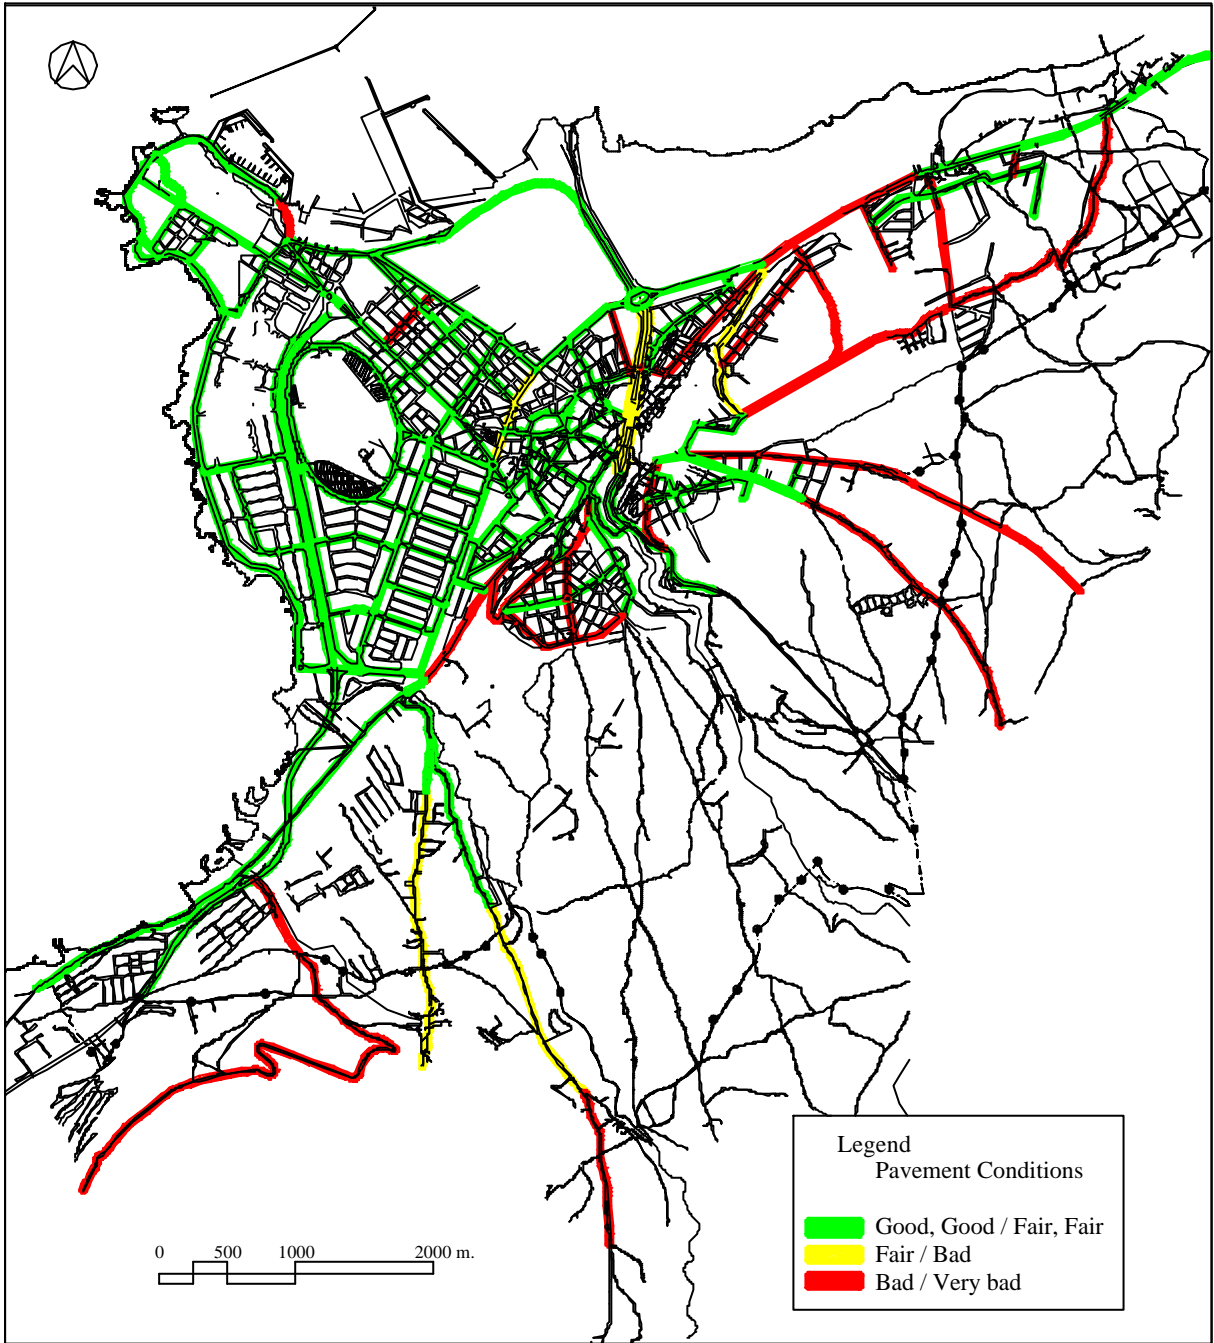 Legend
Pavement Conditions
Good, Good / Fair, Fair
Fair / Bad
Bad / Very bad
0 500 1000 2000 m.